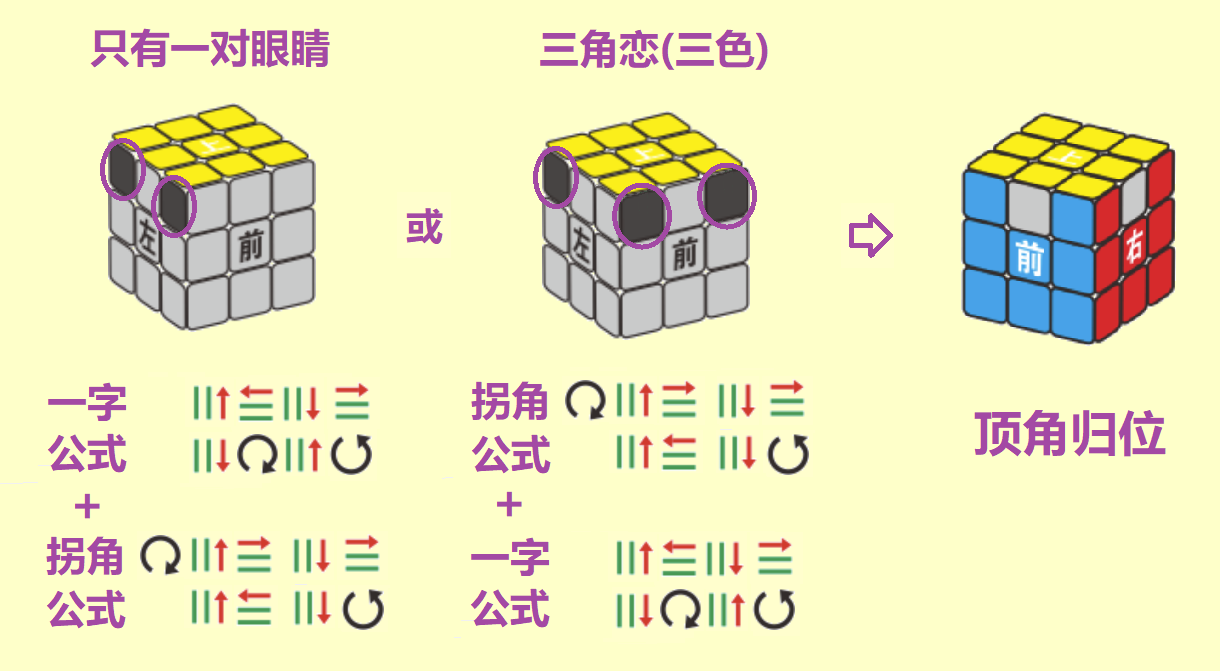 只有一对眼睛
三角恋(三色)
上
左
前
或
上
左
前
上
前
右
一字
公式
+
拐角
公式
拐角
公式
+
一字
公式
顶角归位